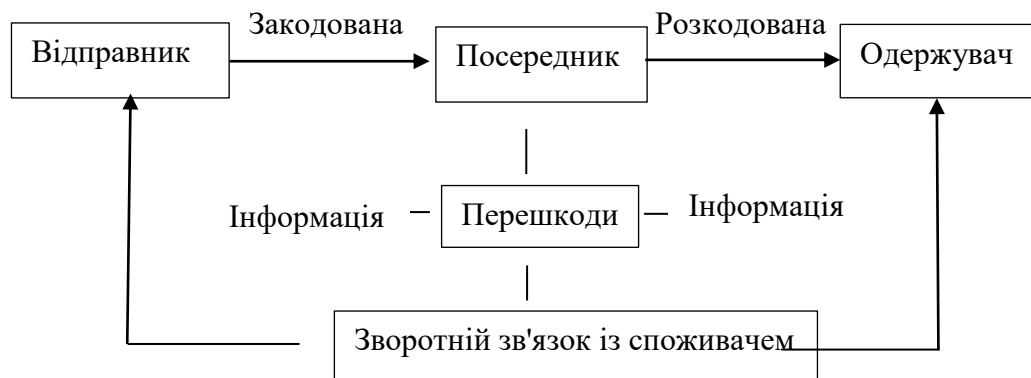 Закодована
Розкодована
Відправник
Посередник
Одержувач
Інформація
Перешкоди
Інформація
Зворотній зв'язок із споживачем